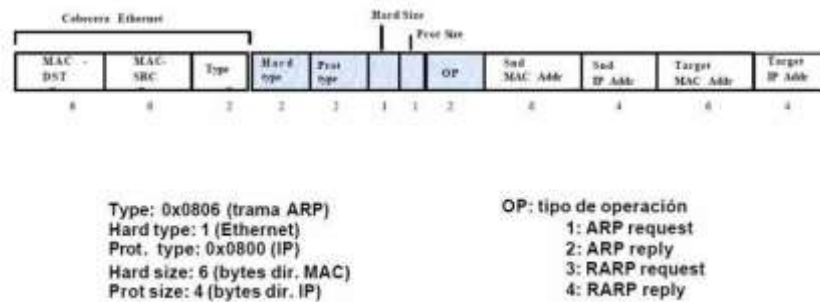 Cabecera Ethernet
Hard Size
Prot Size
MAC - DST
MAC- SRC
Type
Hard type
Prot type
OP
Snd MAC Addr
Snd IP Addr
Target MAC Addr
Target IP Addr
6 6 2 2 2 1 1 2 6 4 6 4
Type: 0x0806 (trama ARP)
Hard type: 1 (Ethernet)
Prot. type: 0x0800 (IP)
Hard size: 6 (bytes dir. MAC)
Prot size: 4 (bytes dir. IP)
OP: tipo de operación
1: ARP request
2: ARP reply
3: RARP request
4: RARP reply